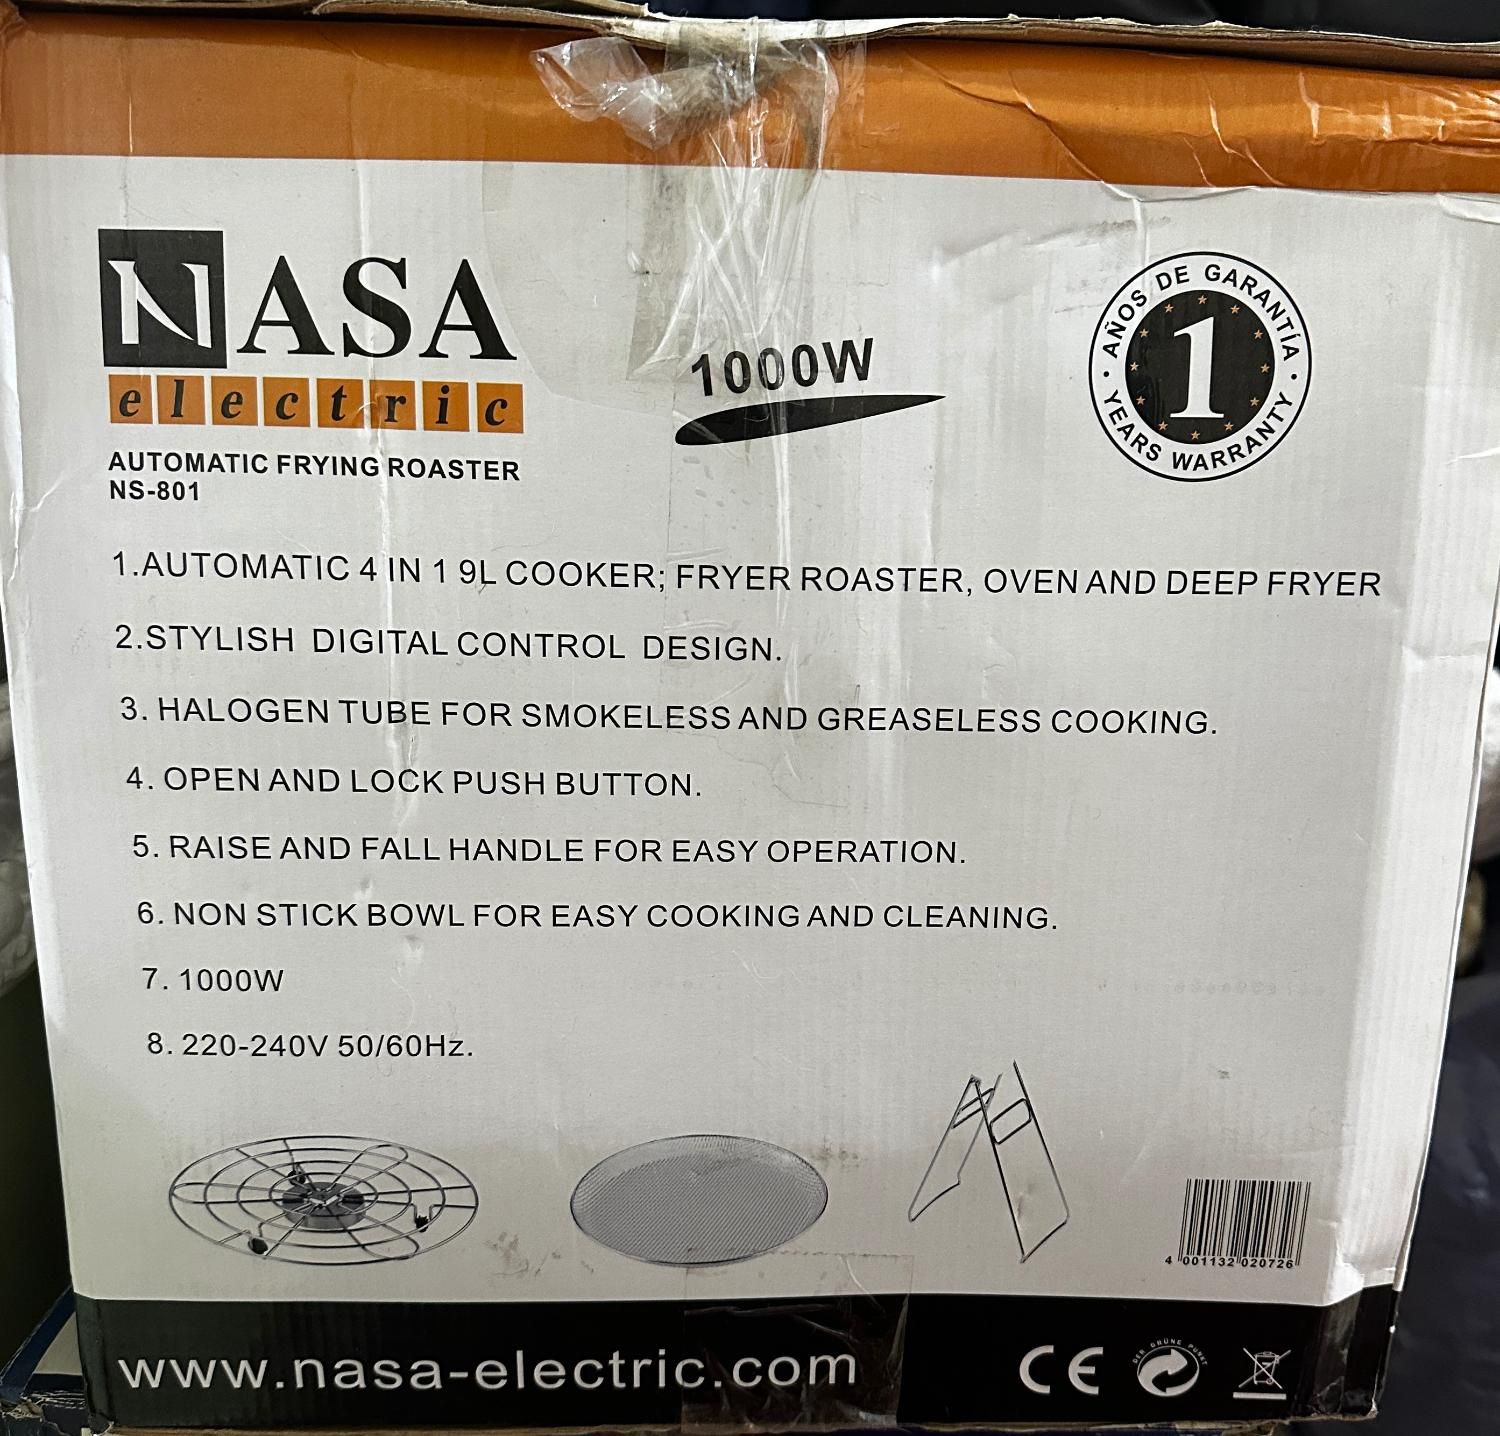 NASA
electric
AUTOMATIC FRYING ROASTER
NS-801
1000W
AÑOS DE GARANTÍA
1
YEARS WARRANTY
1.AUTOMATIC 4 IN 1 9L COOKER; FRYER ROASTER, OVEN AND DEEP FRYER
2.STYLISH DIGITAL CONTROL DESIGN.
3. HALOGEN TUBE FOR SMOKELESS AND GREASELESS COOKING.
4. OPEN AND LOCK PUSH BUTTON.
5. RAISE AND FALL HANDLE FOR EASY OPERATION.
6. NON STICK BOWL FOR EASY COOKING AND CLEANING.
7. 1000W
8. 220-240V 50/60Hz.
4 001132 020726
www.nasa-electric.com
CE
DER GRÜNE PUNKT